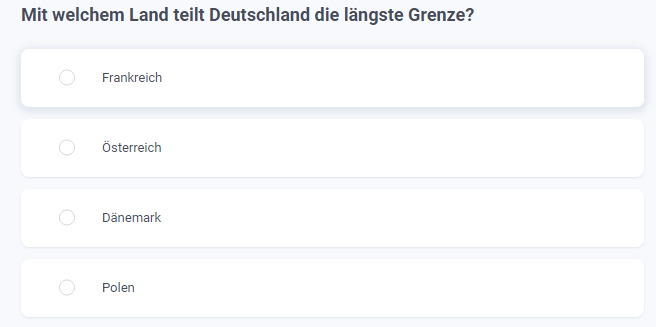 Mit welchem Land teilt Deutschland die längste Grenze?
Frankreich
Österreich
Dänemark
Polen